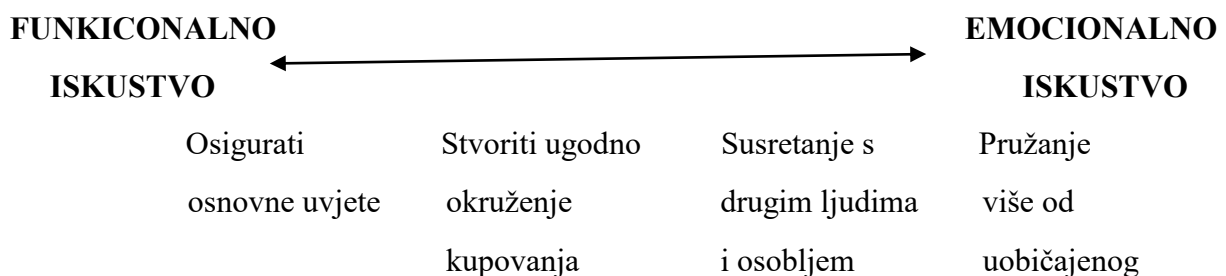 FUNKICONALNO EMOCIONALNO
ISKUSTVO ISKUSTVO
Osigurati Stvoriti ugodno Susretanje s Pružanje
osnovne uvjete okruženje drugim ljudima više od
kupovanja i osobljem uobičajenog